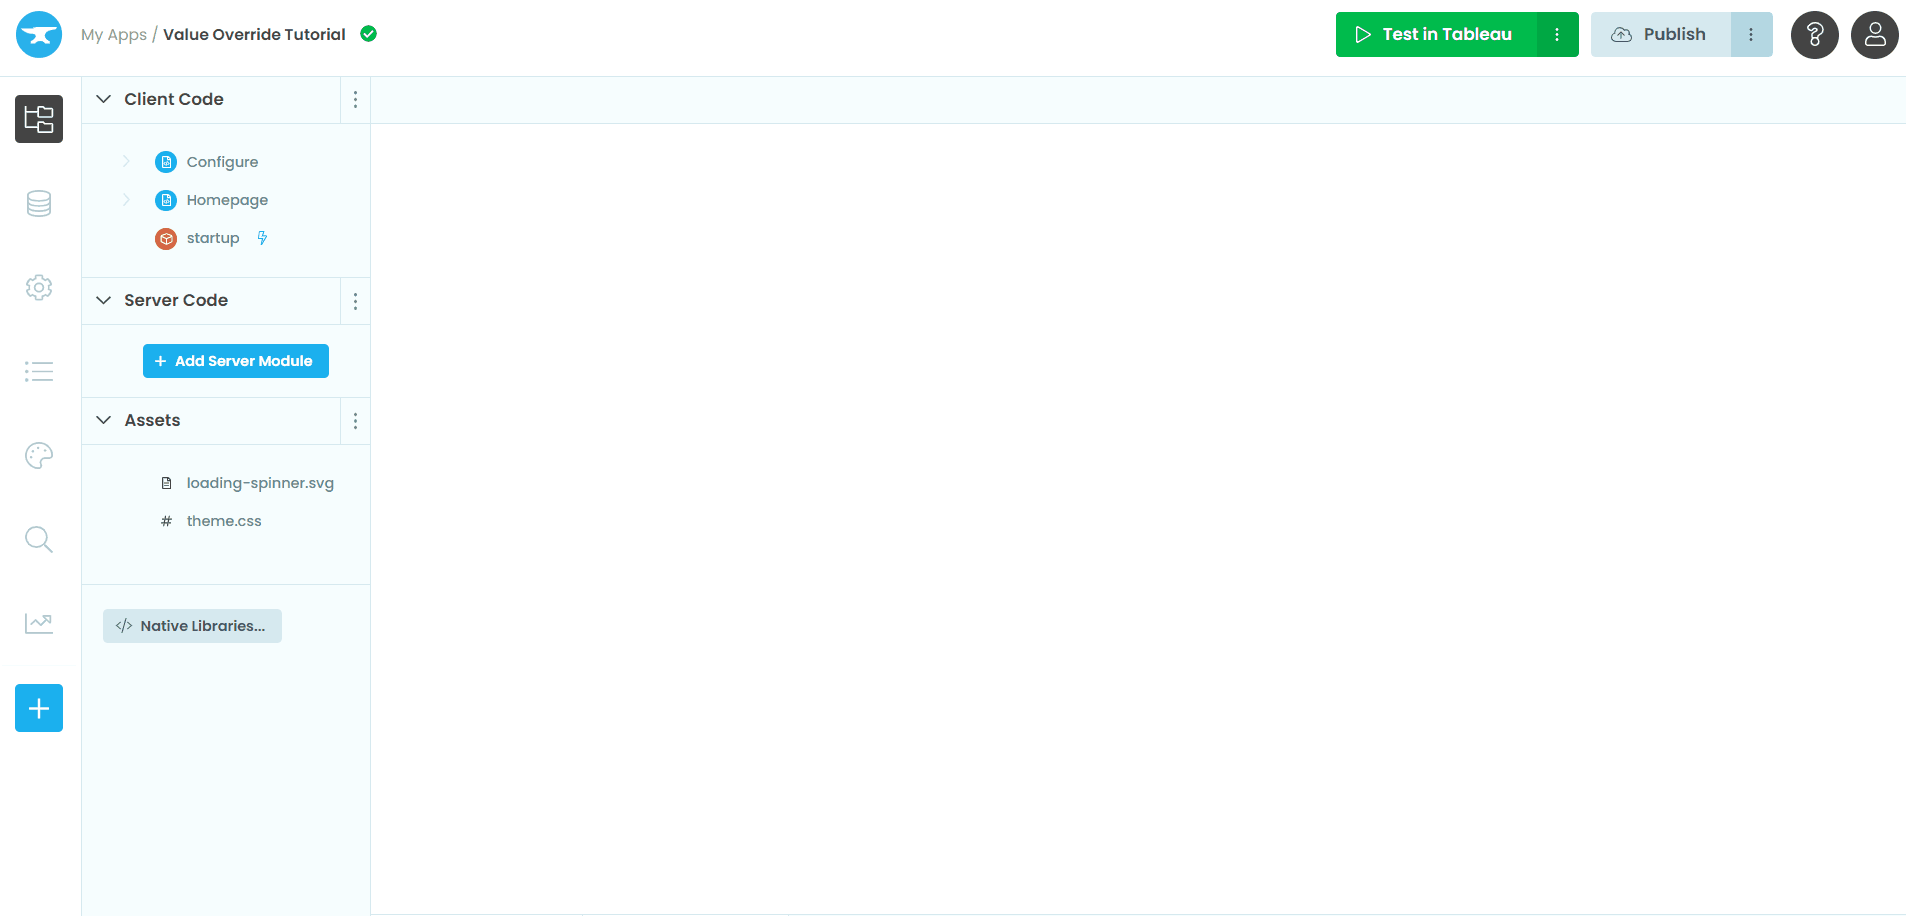 My Apps / Value Override Tutorial
Test in Tableau
Publish
Client Code
Configure
Homepage
startup
Server Code
+ Add Server Module
Assets
loading-spinner.svg
# theme.css
</> Native Libraries...